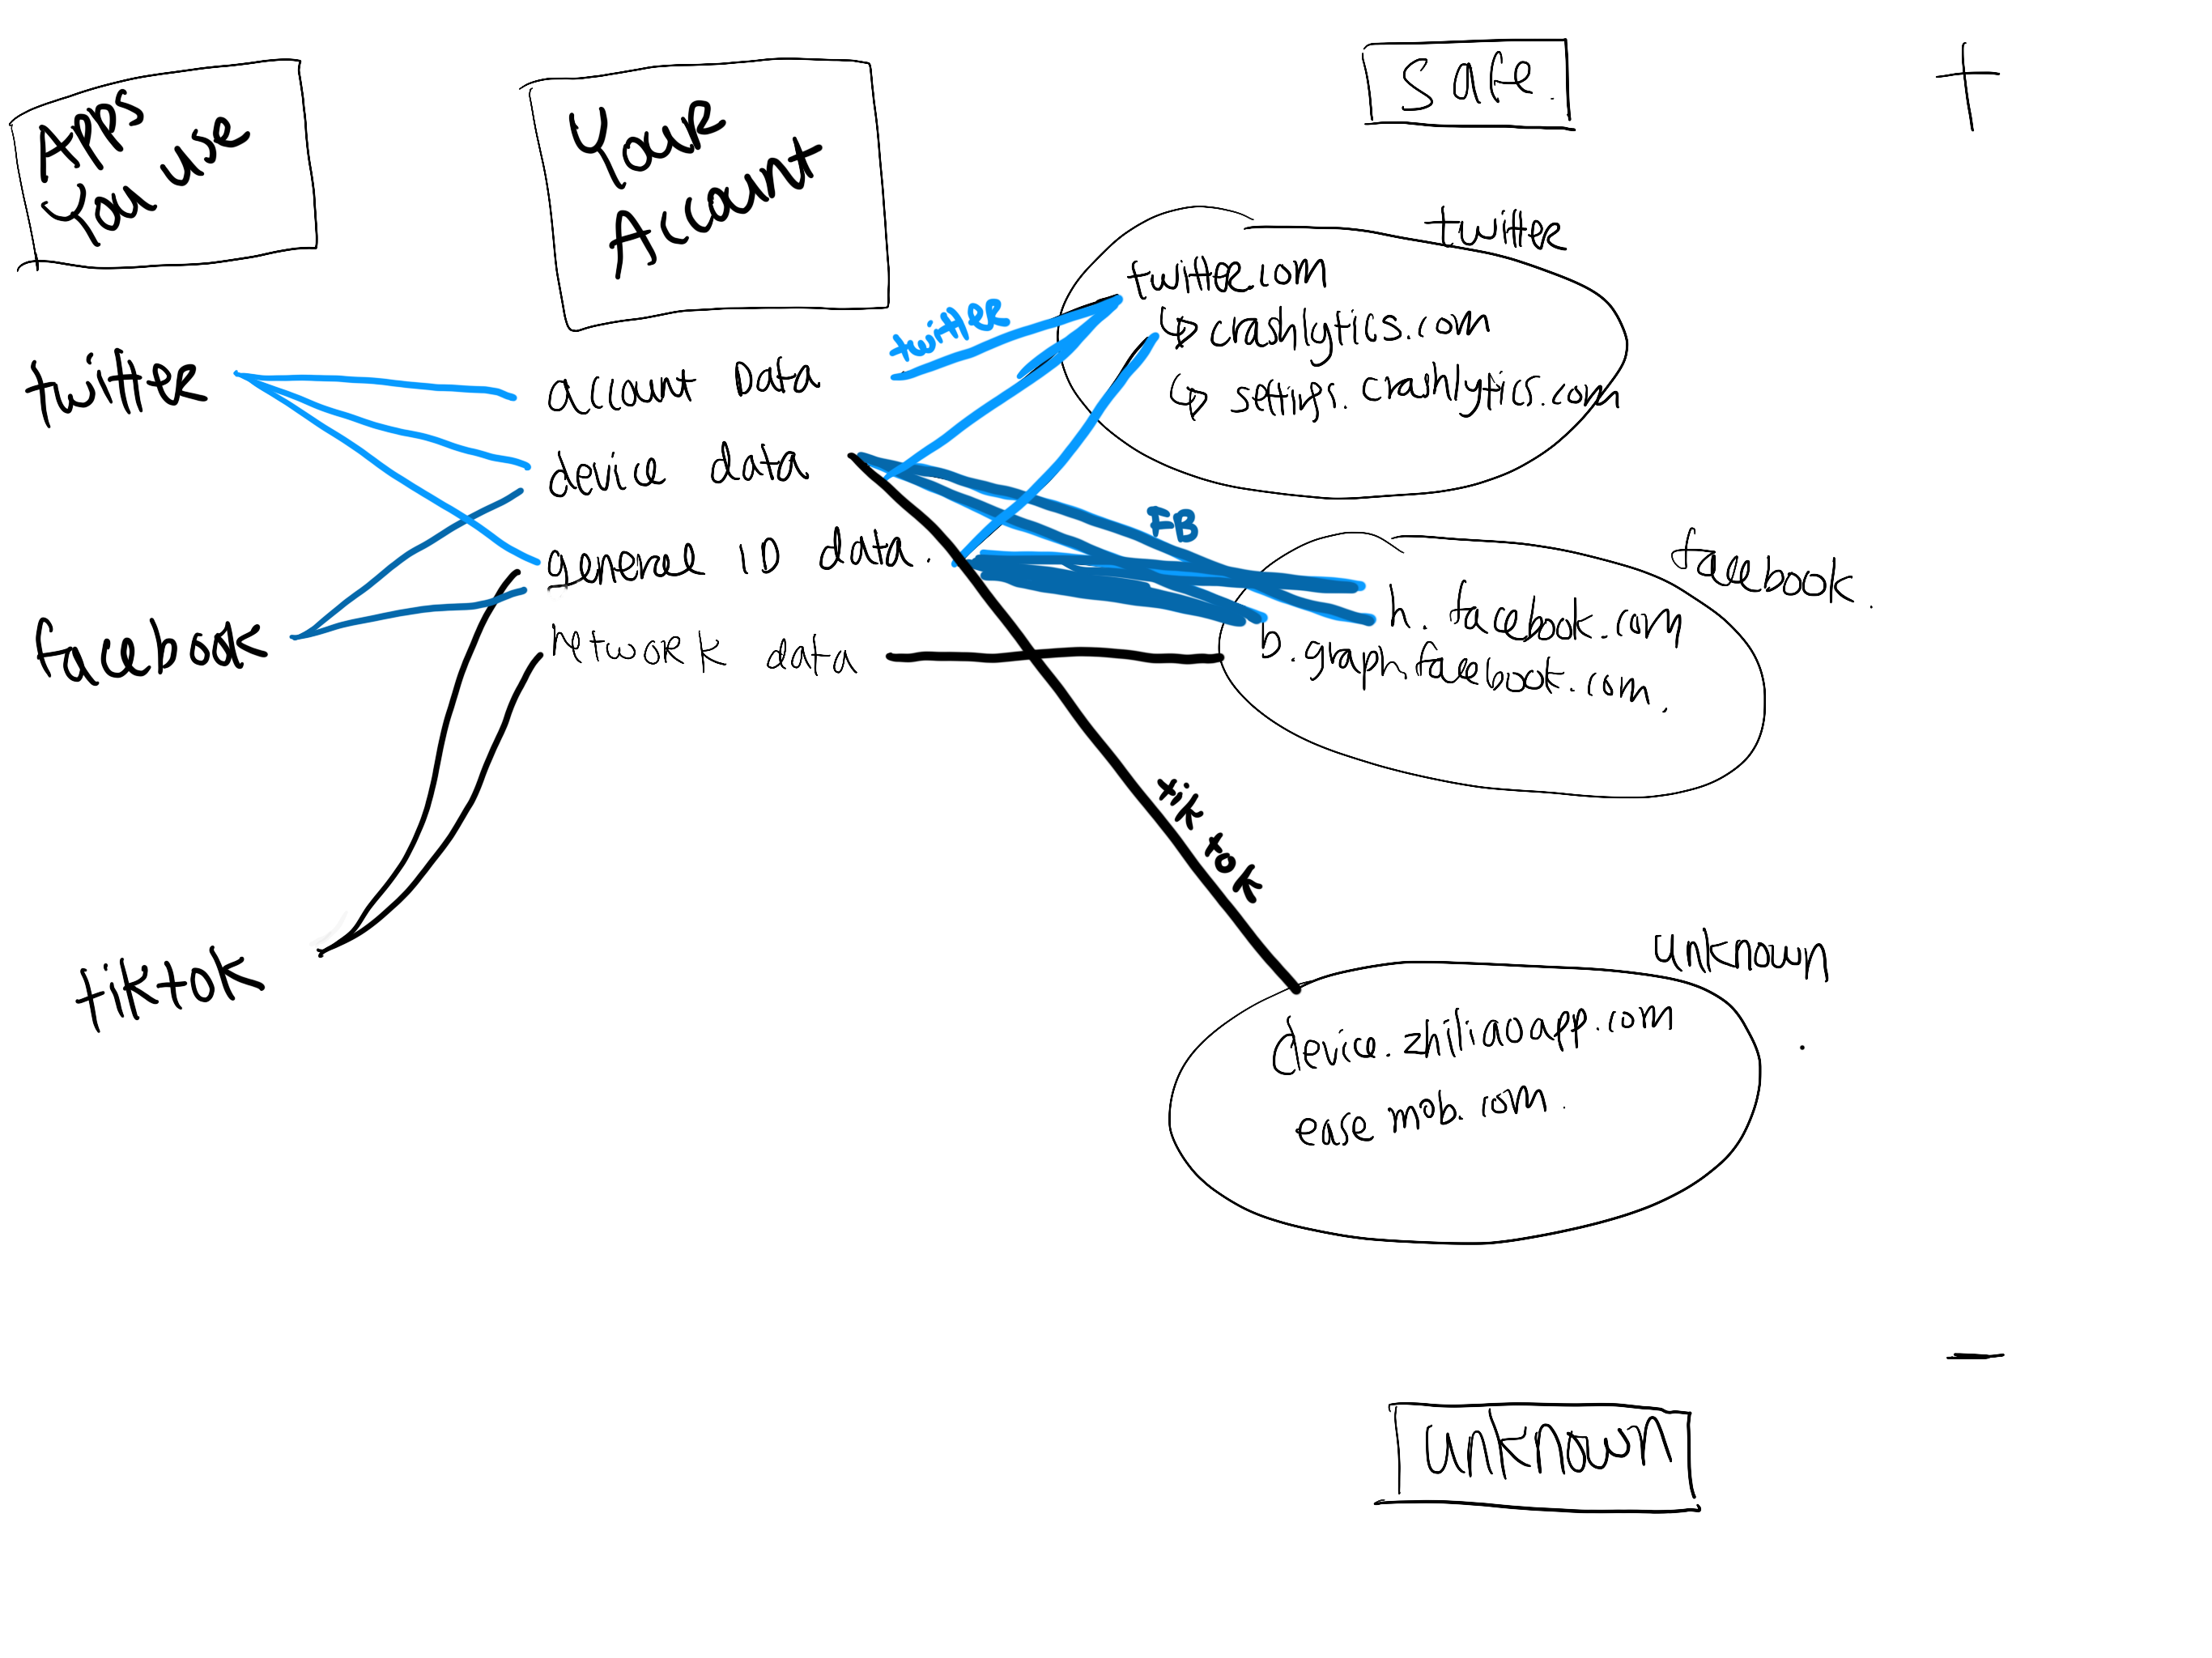 Apps
You use
Your
Account
safe.
+
twitter
facebook
tiktok
account Data
device data
general ID data.
network data
twitter
FB
tik tok
twitter
twitter.com
↳ crashlytics.com
↳ settings.crashlytics.com
facebook.
h.facebook.com
b.graph.facebook.com.
unknown
device.zhiliaoapp.com
easemob.com.
—
unknown